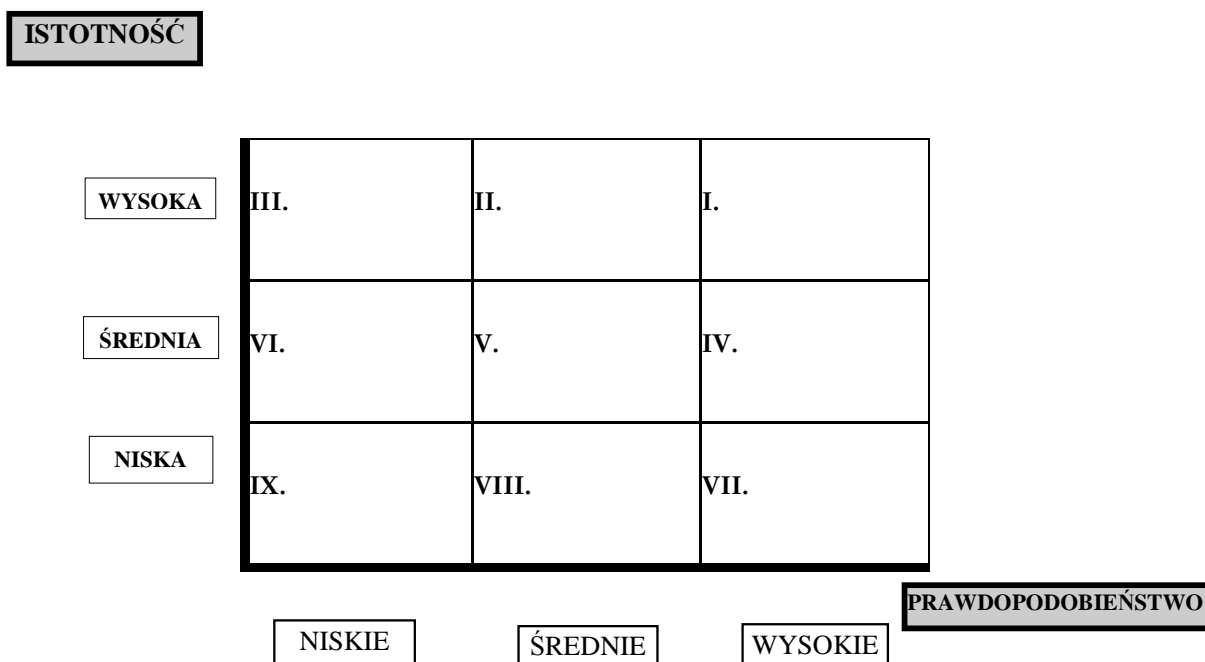 ISTOTNOŚĆ
WYSOKA III. II. I.
ŚREDNIA VI. V. IV.
NISKA IX. VIII. VII.
PRAWDOPODOBIEŃSTWO
NISKIE ŚREDNIE WYSOKIE